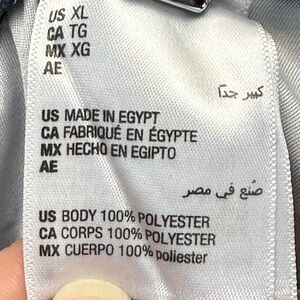 US XL
CA TG
MX XG
AE
كبير جدًا
US MADE IN EGYPT
CA FABRIQUÉ EN ÉGYPTE
MX HECHO EN EGIPTO
AE
صُنع في مصر
US BODY 100% POLYESTER
CA CORPS 100% POLYESTER
MX CUERPO 100% poliester